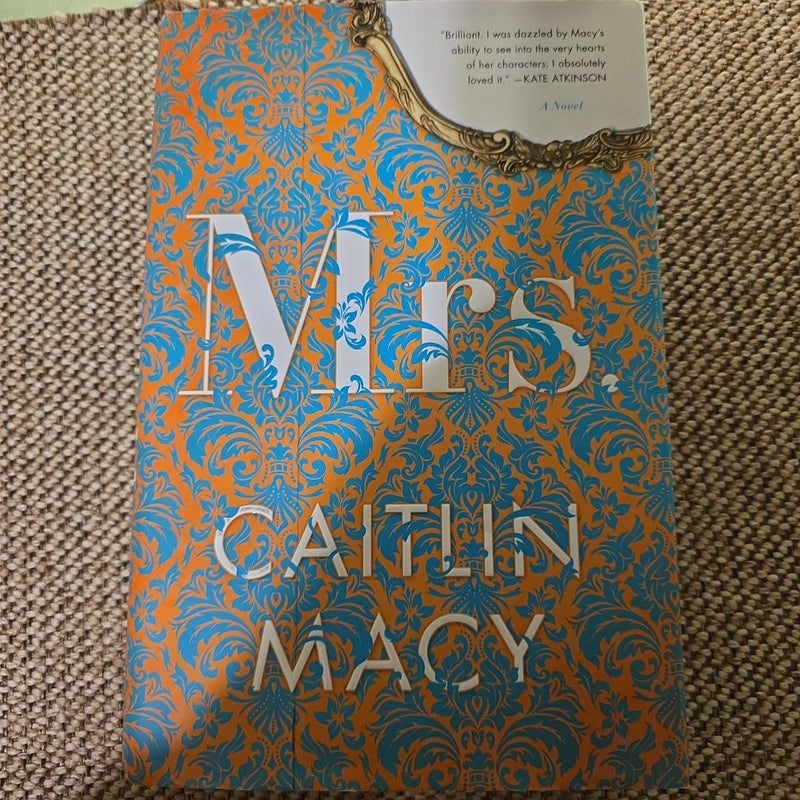 "Brilliant. I was dazzled by Macy's
ability to see into the very hearts
of her characters; I absolutely
loved it." —KATE ATKINSON
A Novel
Mrs.
CAITLIN
MACY